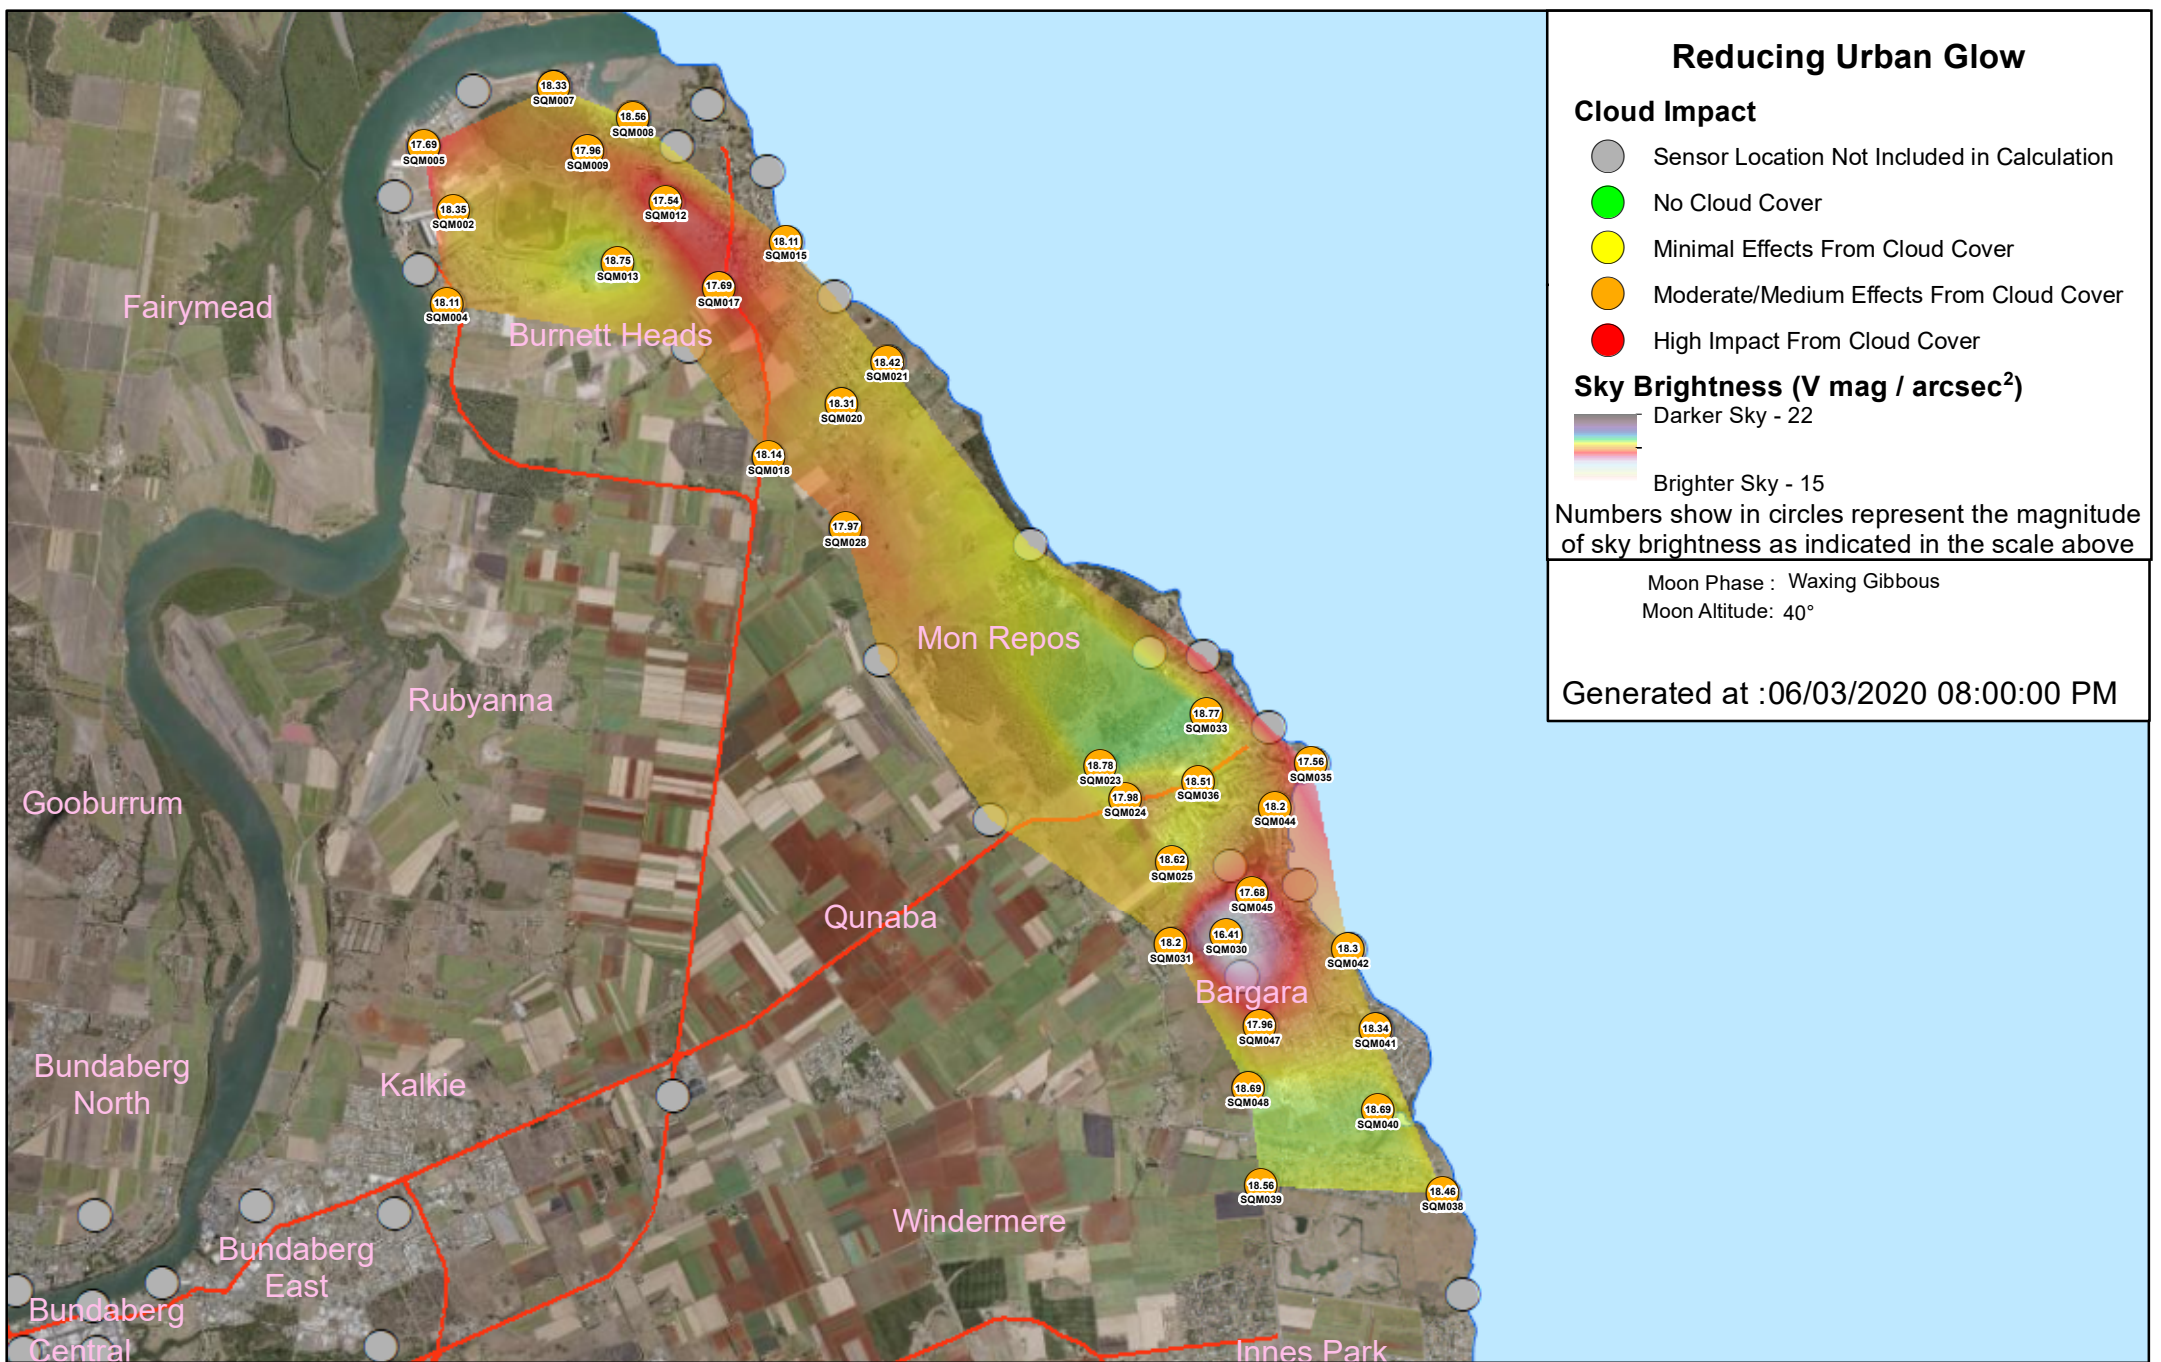 Reducing Urban Glow
Cloud Impact
Sensor Location Not Included in Calculation
No Cloud Cover
Minimal Effects From Cloud Cover
Moderate/Medium Effects From Cloud Cover
High Impact From Cloud Cover
Sky Brightness (V mag / arcsec²)
Darker Sky - 22
Brighter Sky - 15
Numbers show in circles represent the magnitude
of sky brightness as indicated in the scale above
Moon Phase : Waxing Gibbous
Moon Altitude: 40°
Generated at :06/03/2020 08:00:00 PM
18.33
SQM007
18.56
SQM008
17.69
SQM005
17.96
SQM009
18.35
SQM002
17.54
SQM012
18.11
SQM015
18.75
SQM013
17.69
SQM017
18.11
SQM004
Fairymead
Burnett Heads
18.42
SQM021
18.31
SQM020
18.14
SQM018
17.97
SQM028
Mon Repos
Rubyanna
18.77
SQM033
18.78
SQM023
17.56
SQM035
18.51
SQM036
17.98
SQM024
18.2
SQM044
Gooburrum
18.62
SQM025
17.68
SQM045
Qunaba
16.41
SQM030
18.2
SQM031
18.3
SQM042
Bargara
17.96
SQM047
18.34
SQM041
Bundaberg
North
Kalkie
18.69
SQM048
18.69
SQM040
18.56
SQM039
18.46
SQM038
Windermere
Bundaberg
East
Bundaberg
Central
Innes Park